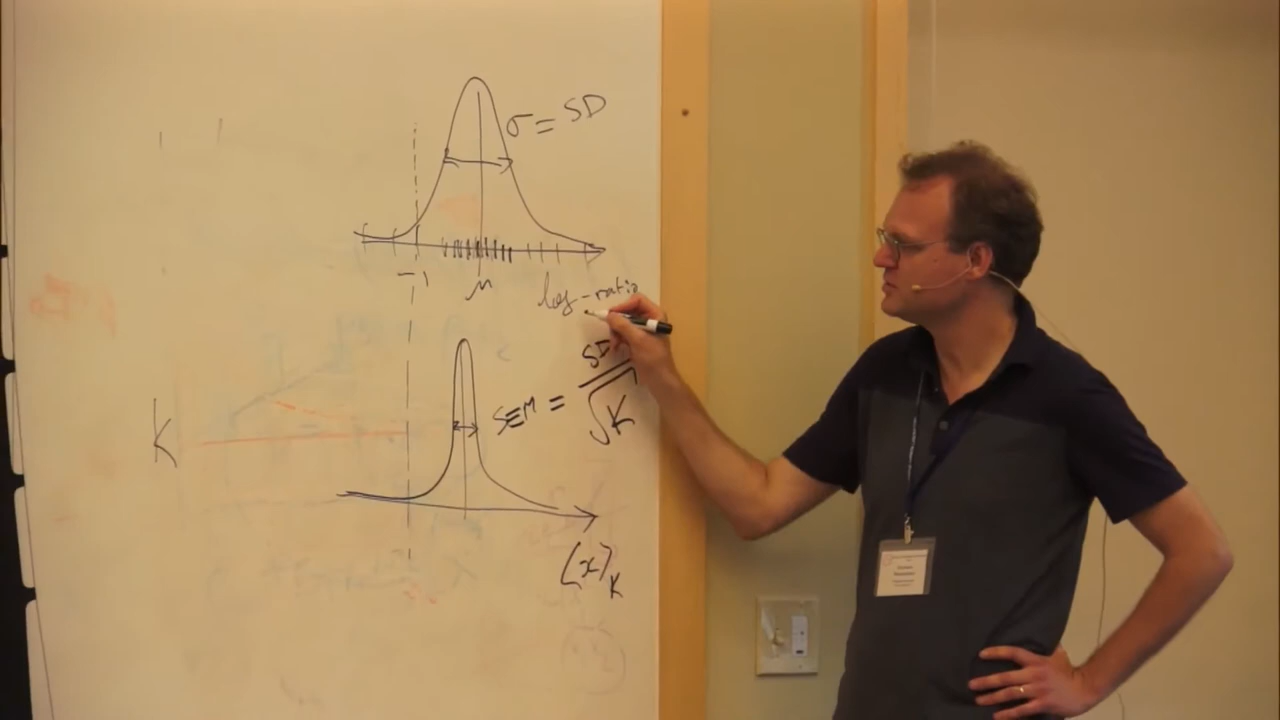 σ = SD
-1 μ log-ratio
K SEM = SD / √K
⟨x⟩K